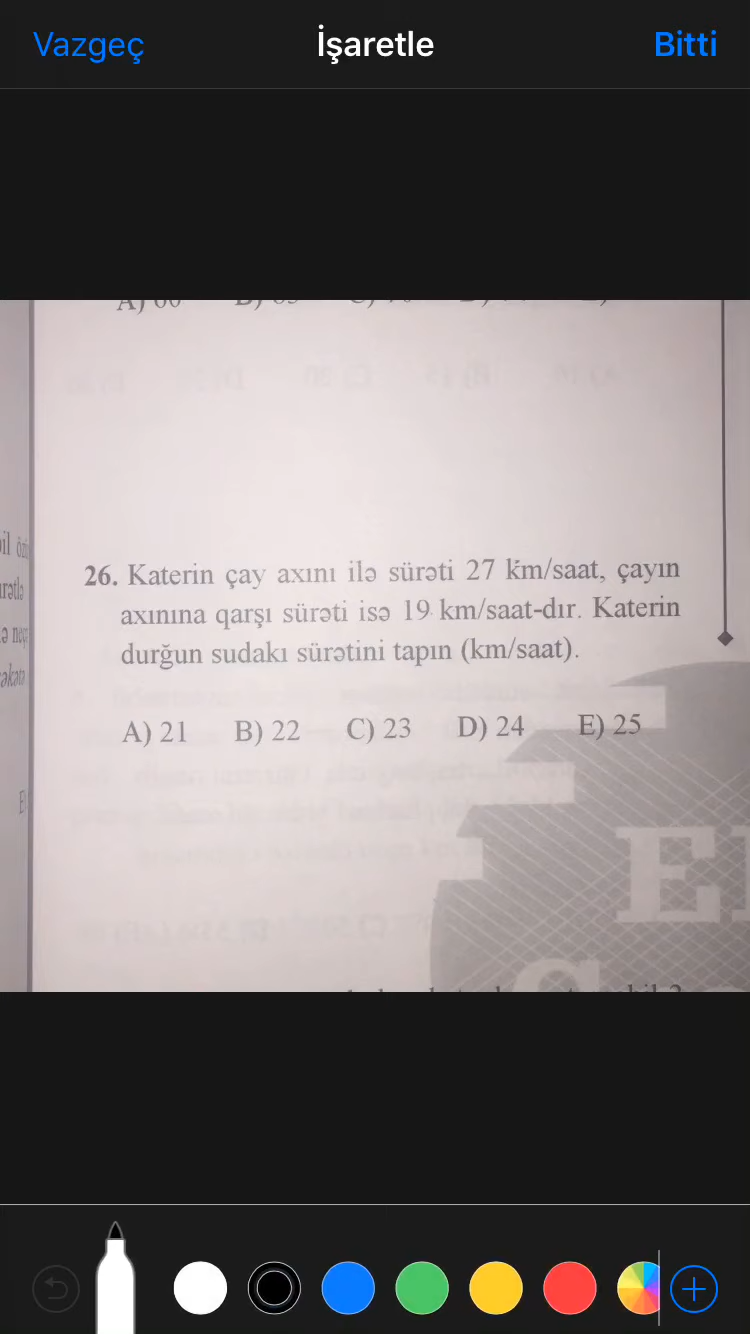 Vazgeç İşaretle Bitti
26. Katerin çay axını ilə sürəti 27 km/saat, çayın
axınına qarşı sürəti isə 19 km/saat-dır. Katerin
durğun sudakı sürətini tapın (km/saat).
A) 21 B) 22 C) 23 D) 24 E) 25